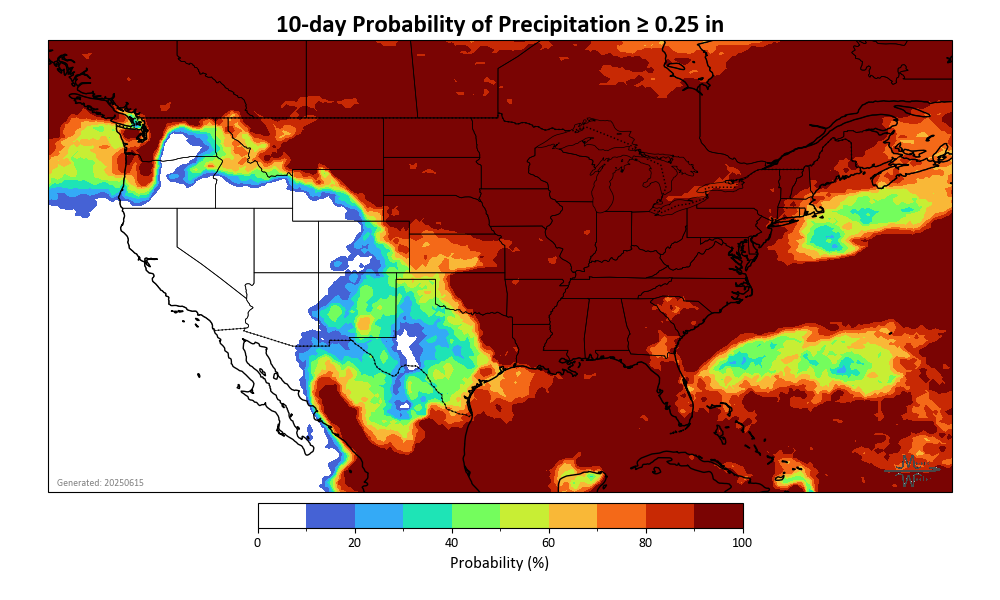 10-day Probability of Precipitation ≥ 0.25 in
Generated: 20250615
0 20 40 60 80 100
Probability (%)